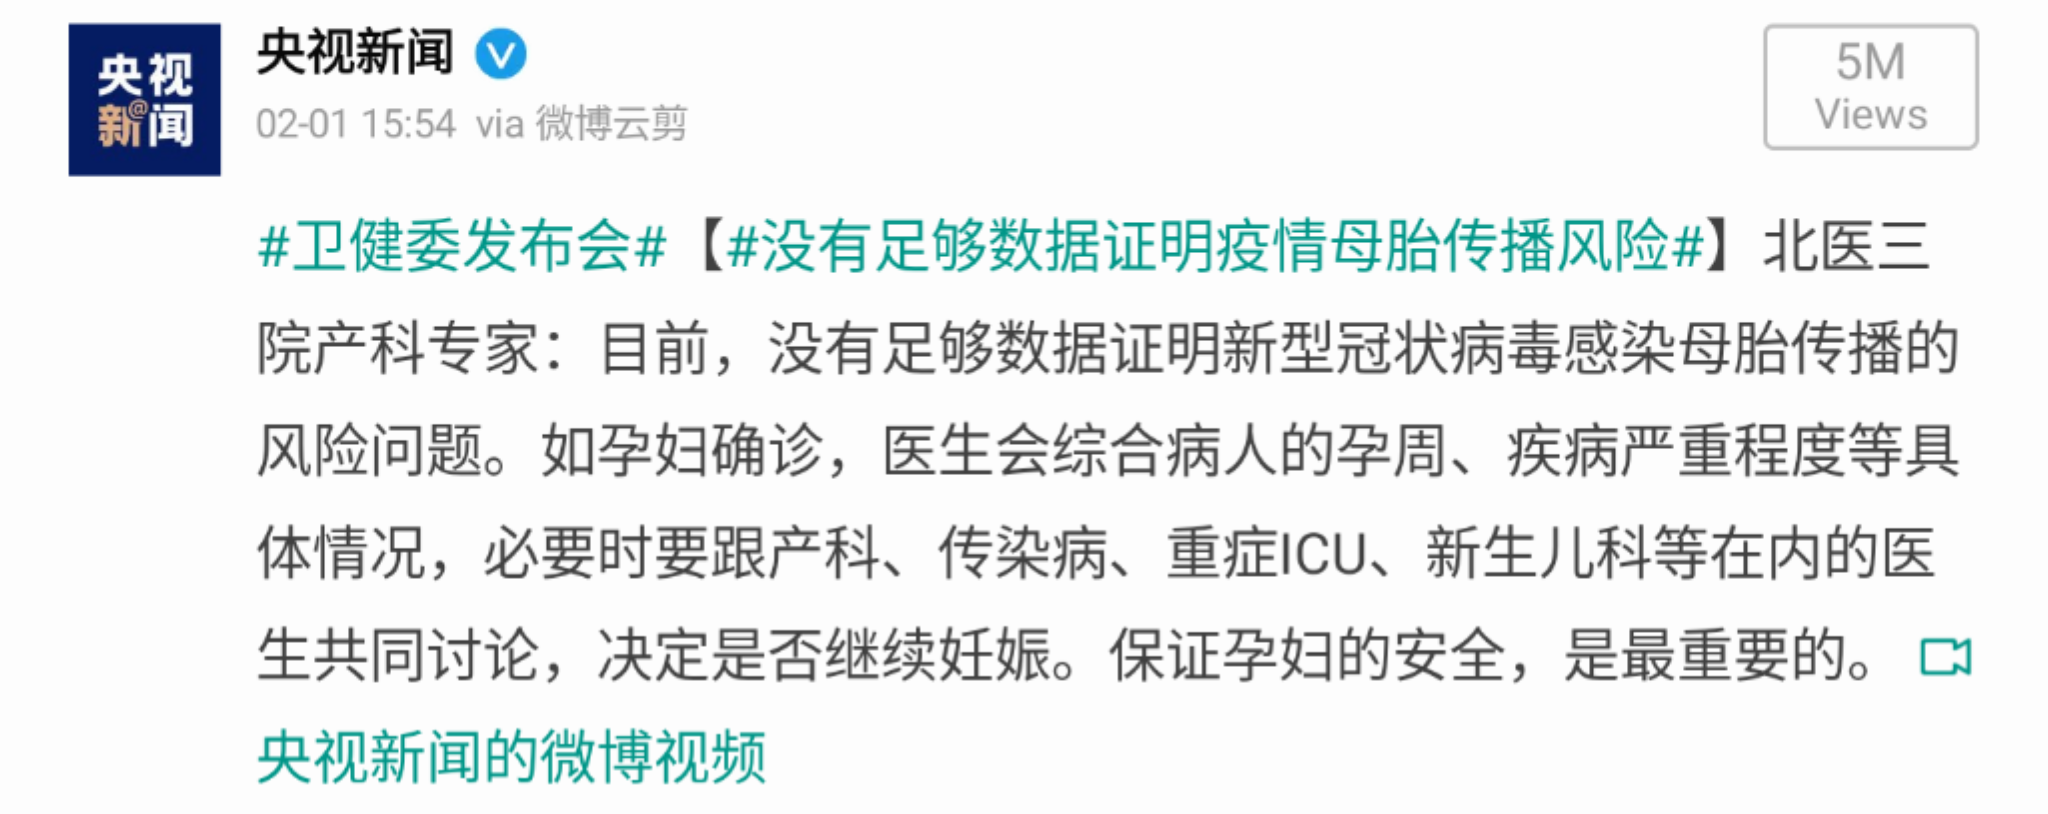 央视
新@闻
央视新闻
02-01 15:54 via 微博云剪
5M
Views
#卫健委发布会#【#没有足够数据证明疫情母胎传播风险#】北医三
院产科专家：目前，没有足够数据证明新型冠状病毒感染母胎传播的
风险问题。如孕妇确诊，医生会综合病人的孕周、疾病严重程度等具
体情况，必要时要跟产科、传染病、重症ICU、新生儿科等在内的医
生共同讨论，决定是否继续妊娠。保证孕妇的安全，是最重要的。
央视新闻的微博视频